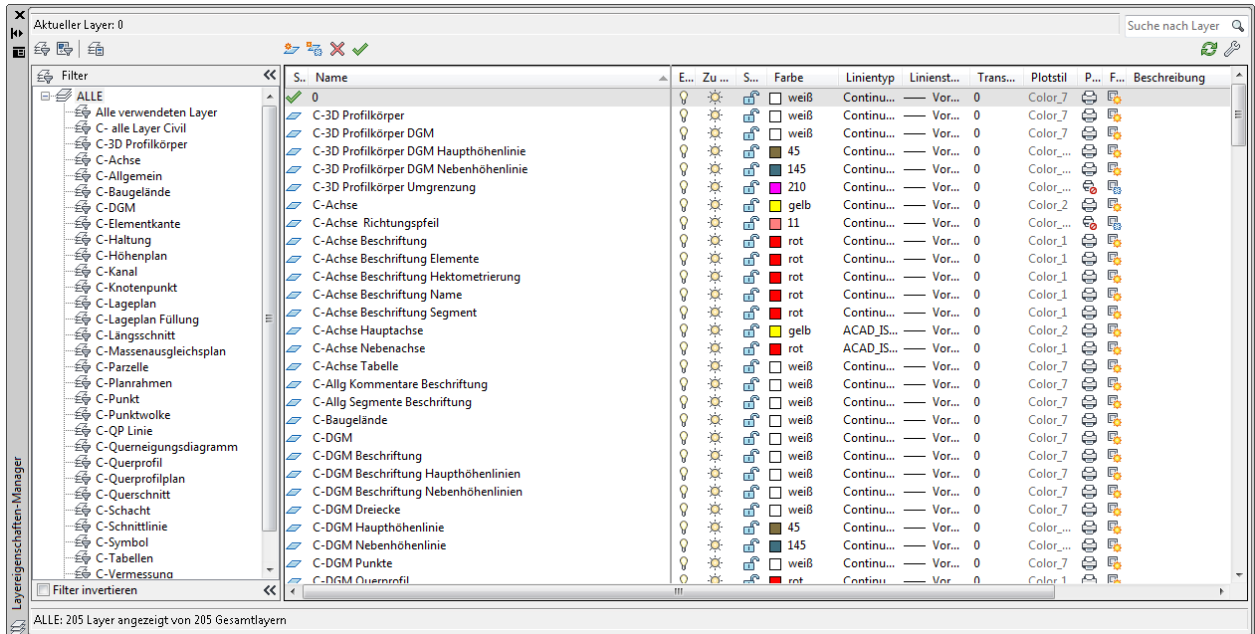 Aktueller Layer: 0
Suche nach Layer
Filter
ALLE
Alle verwendeten Layer
C- alle Layer Civil
C-3D Profilkörper
C-Achse
C-Allgemein
C-Baugelände
C-DGM
C-Elementkante
C-Haltung
C-Höhenplan
C-Kanal
C-Knotenpunkt
C-Lageplan
C-Lageplan Füllung
C-Längsschnitt
C-Massenausgleichsplan
C-Parzelle
C-Planrahmen
C-Punkt
C-Punktwolke
C-QP Linie
C-Querneigungsdiagramm
C-Querprofil
C-Querprofilplan
C-Querschnitt
C-Schacht
C-Schnittlinie
C-Symbol
C-Tabellen
C-Vermessung
Filter invertieren
S.. Name E... Zu ... S... Farbe Linientyp Linienst... Trans... Plotstil P... F... Beschreibung
0 weiß Continu... Vor... 0 Color_7
C-3D Profilkörper weiß Continu... Vor... 0 Color_7
C-3D Profilkörper DGM weiß Continu... Vor... 0 Color_7
C-3D Profilkörper DGM Haupthöhenlinie 45 Continu... Vor... 0 Color_...
C-3D Profilkörper DGM Nebenhöhenlinie 145 Continu... Vor... 0 Color_...
C-3D Profilkörper Umgrenzung 210 Continu... Vor... 0 Color_...
C-Achse gelb Continu... Vor... 0 Color_2
C-Achse  Richtungspfeil 11 Continu... Vor... 0 Color_...
C-Achse Beschriftung rot Continu... Vor... 0 Color_1
C-Achse Beschriftung Elemente rot Continu... Vor... 0 Color_1
C-Achse Beschriftung Hektometrierung rot Continu... Vor... 0 Color_1
C-Achse Beschriftung Name rot Continu... Vor... 0 Color_1
C-Achse Beschriftung Segment rot Continu... Vor... 0 Color_1
C-Achse Hauptachse gelb ACAD_IS... Vor... 0 Color_2
C-Achse Nebenachse rot ACAD_IS... Vor... 0 Color_1
C-Achse Tabelle weiß Continu... Vor... 0 Color_7
C-Allg Kommentare Beschriftung weiß Continu... Vor... 0 Color_7
C-Allg Segmente Beschriftung weiß Continu... Vor... 0 Color_7
C-Baugelände weiß Continu... Vor... 0 Color_7
C-DGM weiß Continu... Vor... 0 Color_7
C-DGM Beschriftung weiß Continu... Vor... 0 Color_7
C-DGM Beschriftung Haupthöhenlinien weiß Continu... Vor... 0 Color_7
C-DGM Beschriftung Nebenhöhenlinien weiß Continu... Vor... 0 Color_7
C-DGM Dreiecke weiß Continu... Vor... 0 Color_7
C-DGM Haupthöhenlinie 45 Continu... Vor... 0 Color_...
C-DGM Nebenhöhenlinie 145 Continu... Vor... 0 Color_...
C-DGM Punkte weiß Continu... Vor... 0 Color_7
C-DGM Querprofil rot Continu... Vor... 0 Color_1
Layereigenschaften-Manager
ALLE: 205 Layer angezeigt von 205 Gesamtlayern